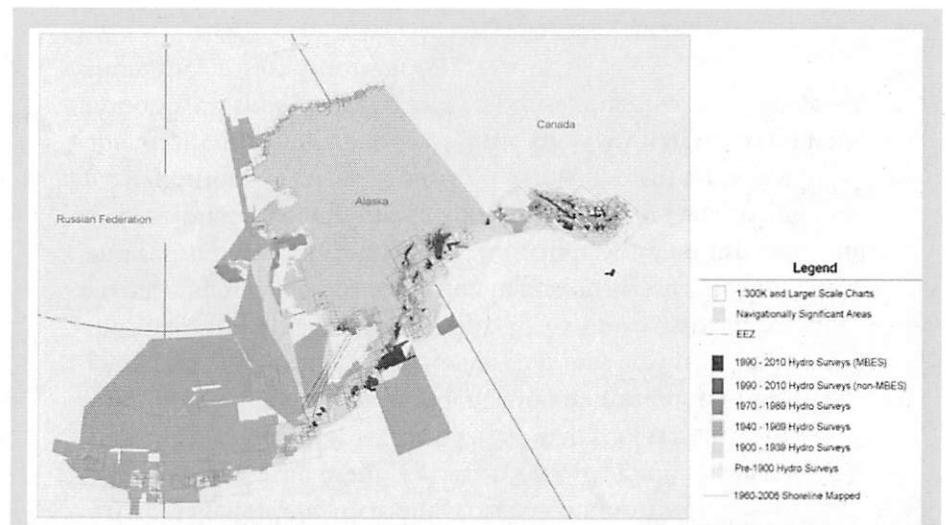 Canada
Alaska
Russian Federation
Legend
1:300K and Larger Scale Charts
Navigationally Significant Areas
EEZ
1990 - 2010 Hydro Surveys (MBES)
1990 - 2010 Hydro Surveys (non-MBES)
1970 - 1989 Hydro Surveys
1940 - 1969 Hydro Surveys
1900 - 1939 Hydro Surveys
Pre-1900 Hydro Surveys
1960-2006 Shoreline Mapped